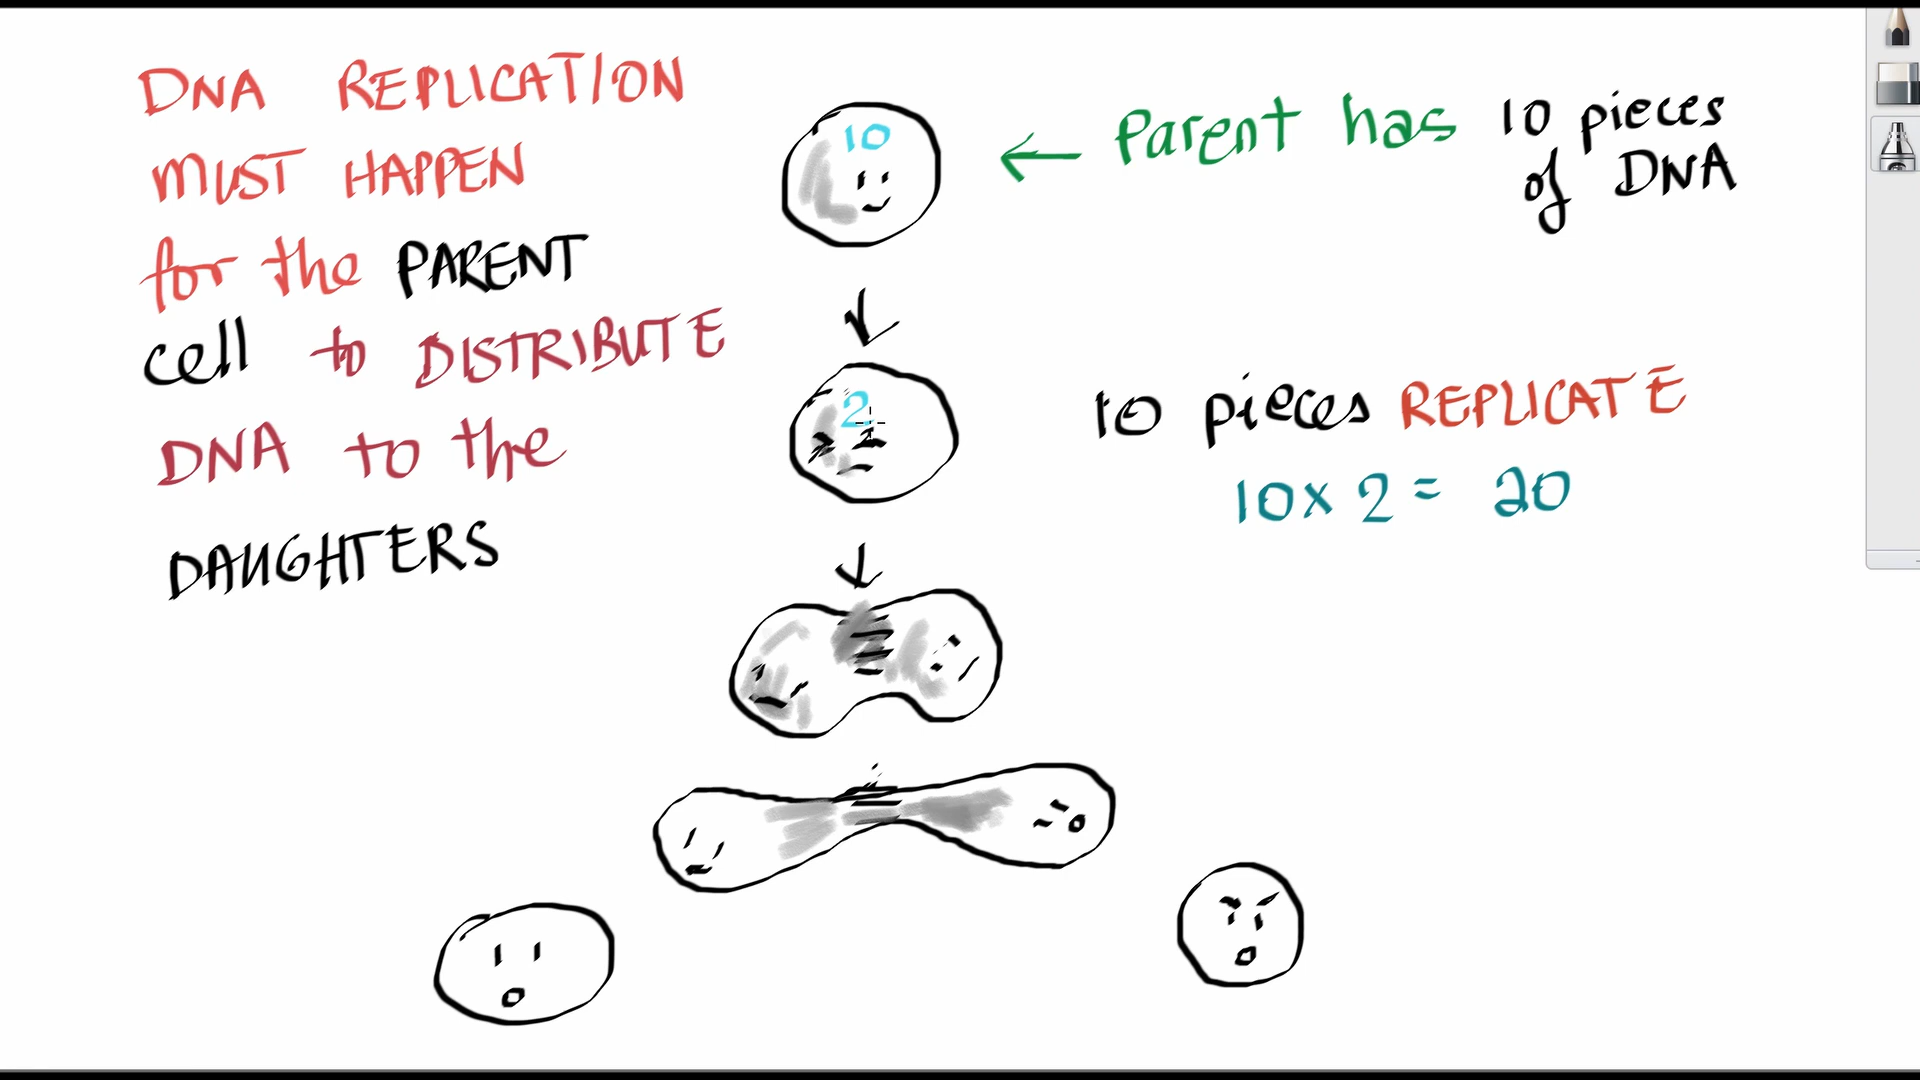 DNA REPLICATION
MUST HAPPEN
for the PARENT
cell to DISTRIBUTE
DNA to the
DAUGHTERS
10
← Parent has 10 pieces
of DNA
2
10 pieces REPLICATE
10 x 2 = 20